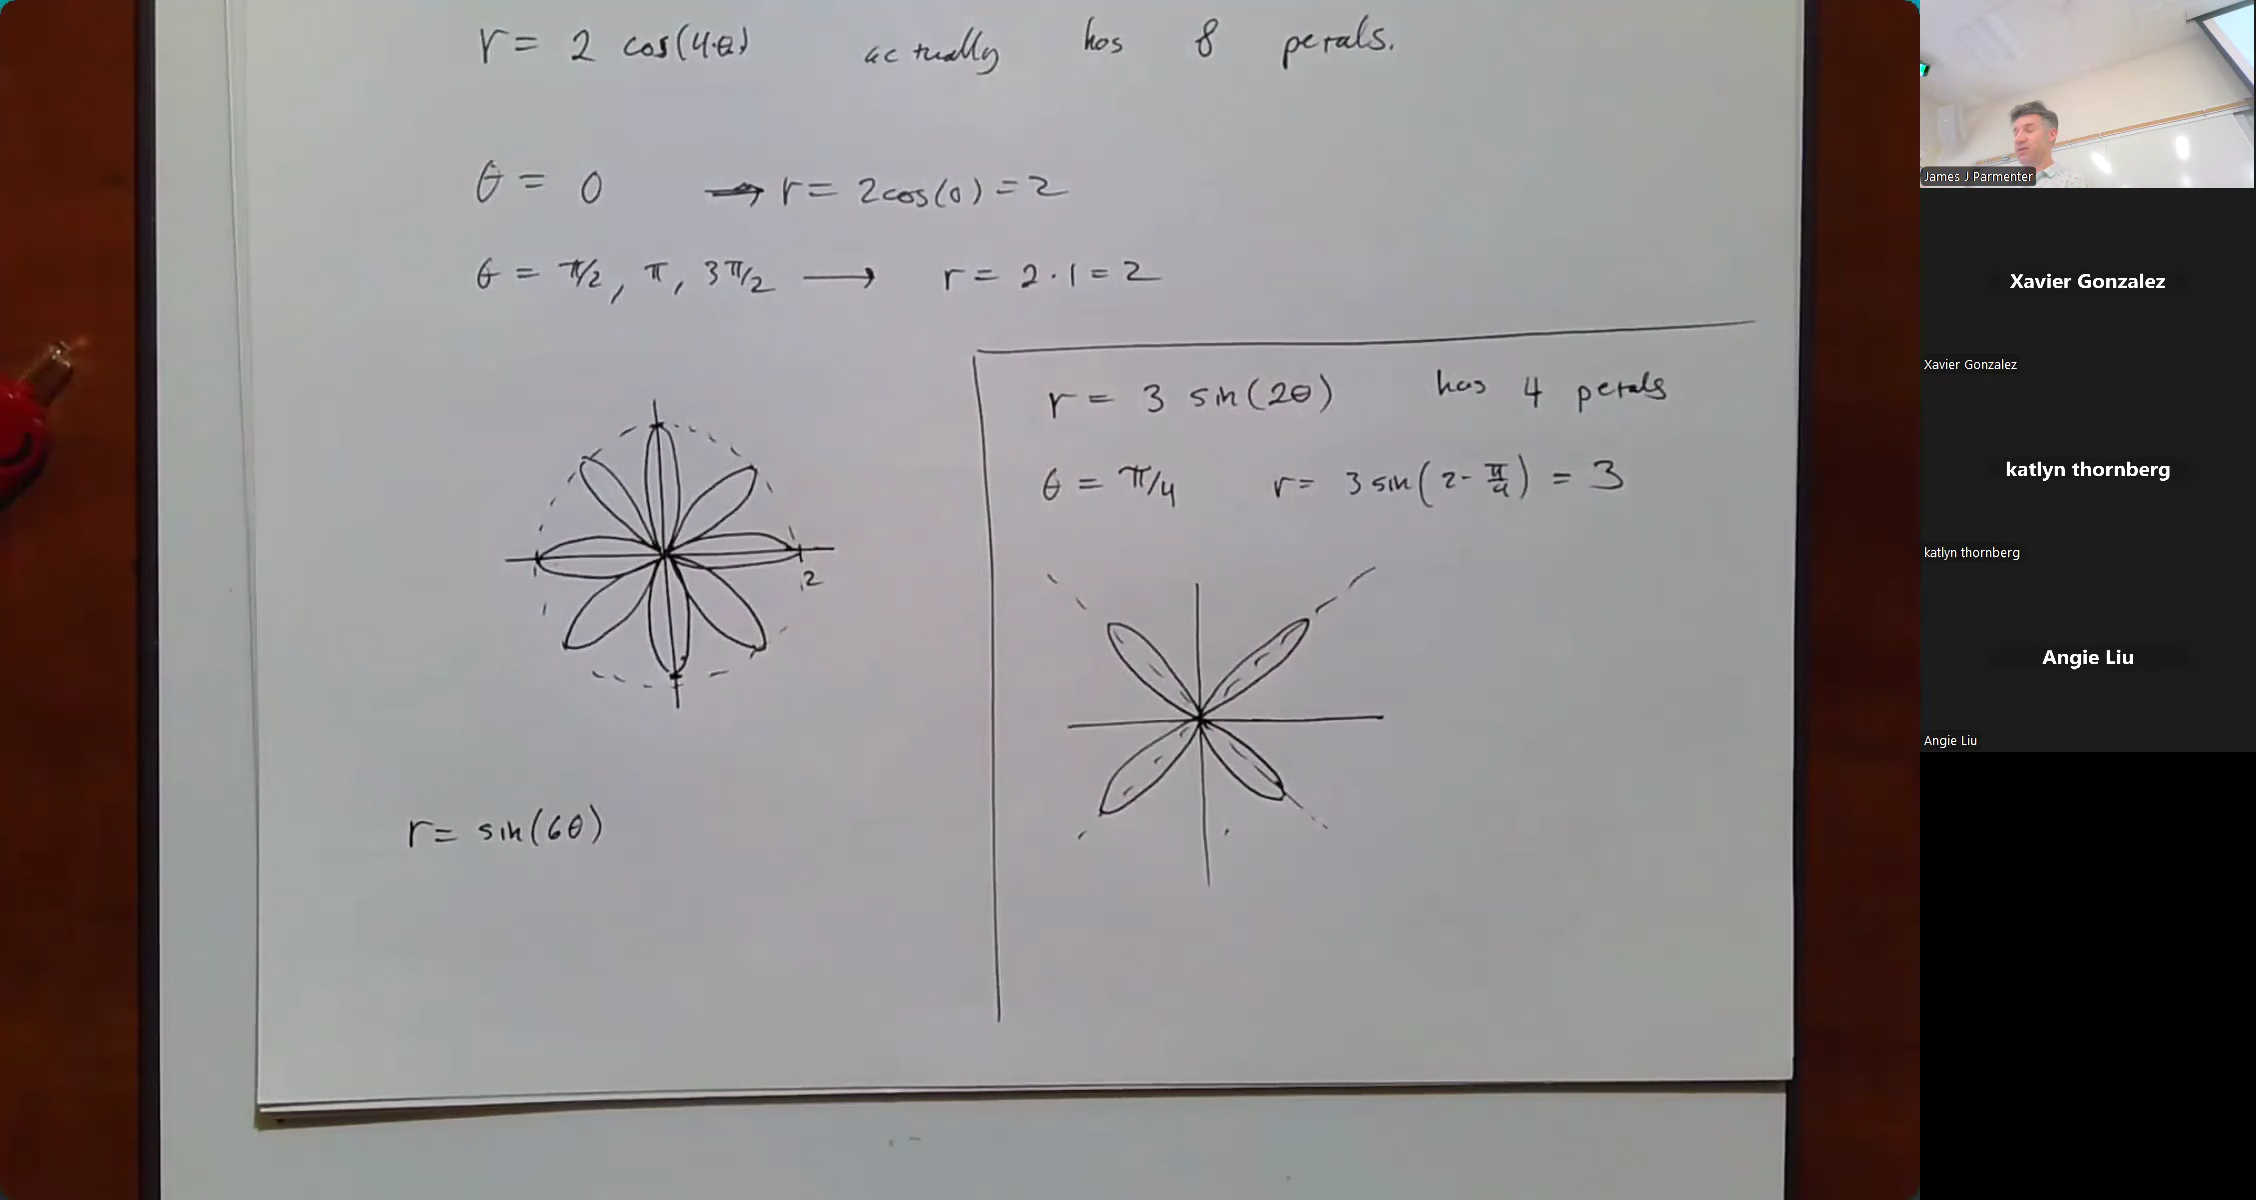 r = 2 cos(4·θ) actually has 8 petals.
θ = 0 → r = 2cos(0) = 2
θ = π/2, π, 3π/2 → r = 2 · 1 = 2
2
r = sin(6θ)
r = 3 sin(2θ) has 4 petals
θ = π/4 r = 3 sin(2 - π/4) = 3
James J Parmenter
Xavier Gonzalez
Xavier Gonzalez
katlyn thornberg
katlyn thornberg
Angie Liu
Angie Liu